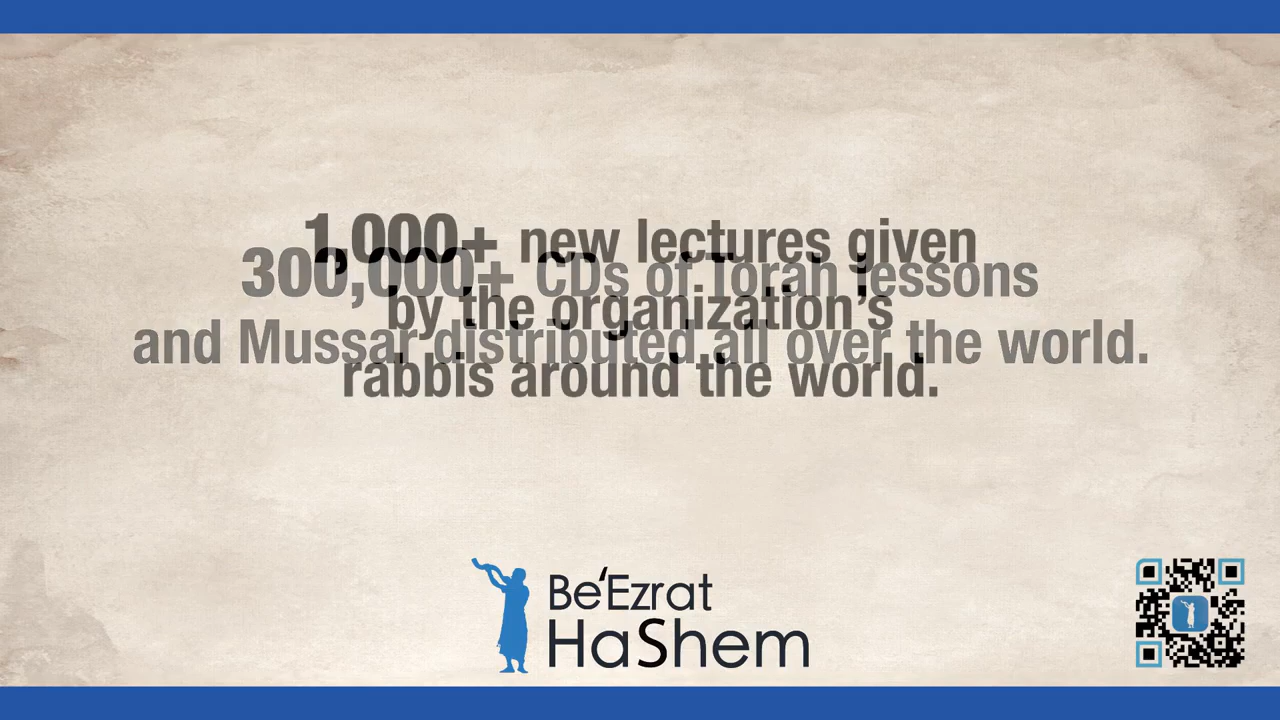 1,000+ new lectures given
by the organization's
rabbis around the world.
300,000+ CDs of Torah lessons
and Mussar distributed all over the world.
Be'Ezrat
HaShem